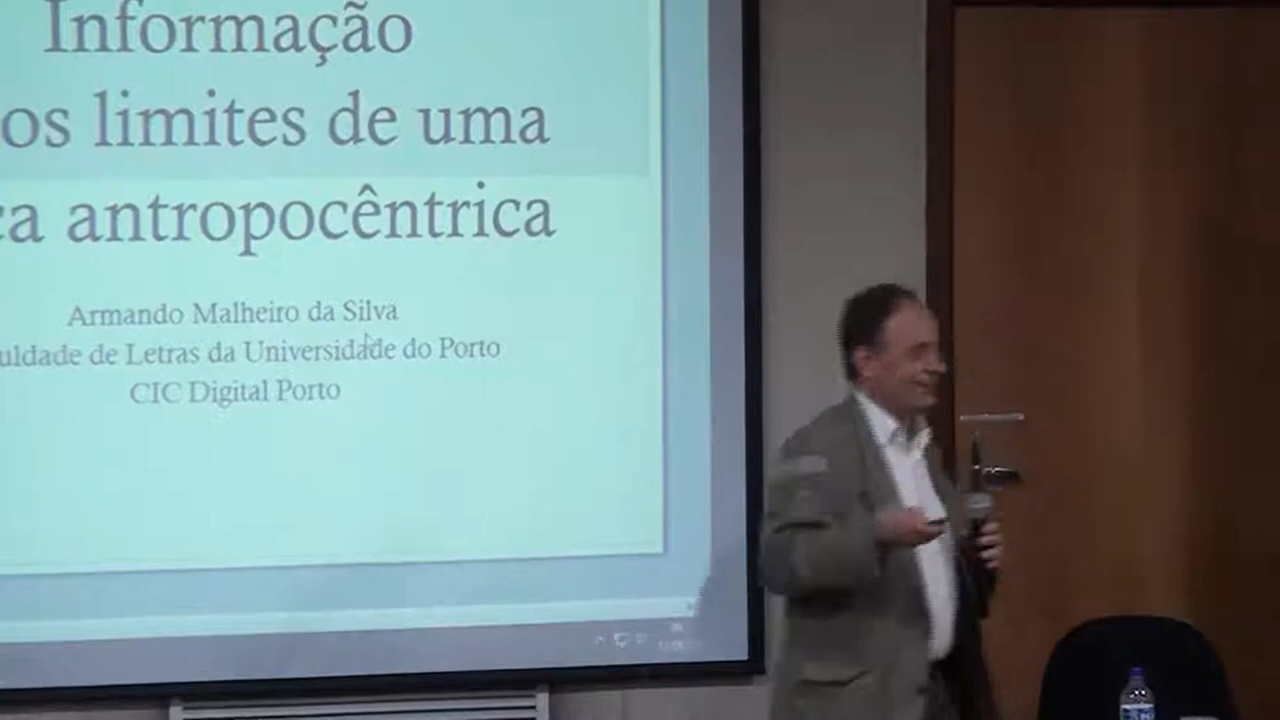 Informação
os limites de uma
antropocêntrica
Armando Malheiro da Silva
de Letras da Universidade do Porto
CIC Digital Porto